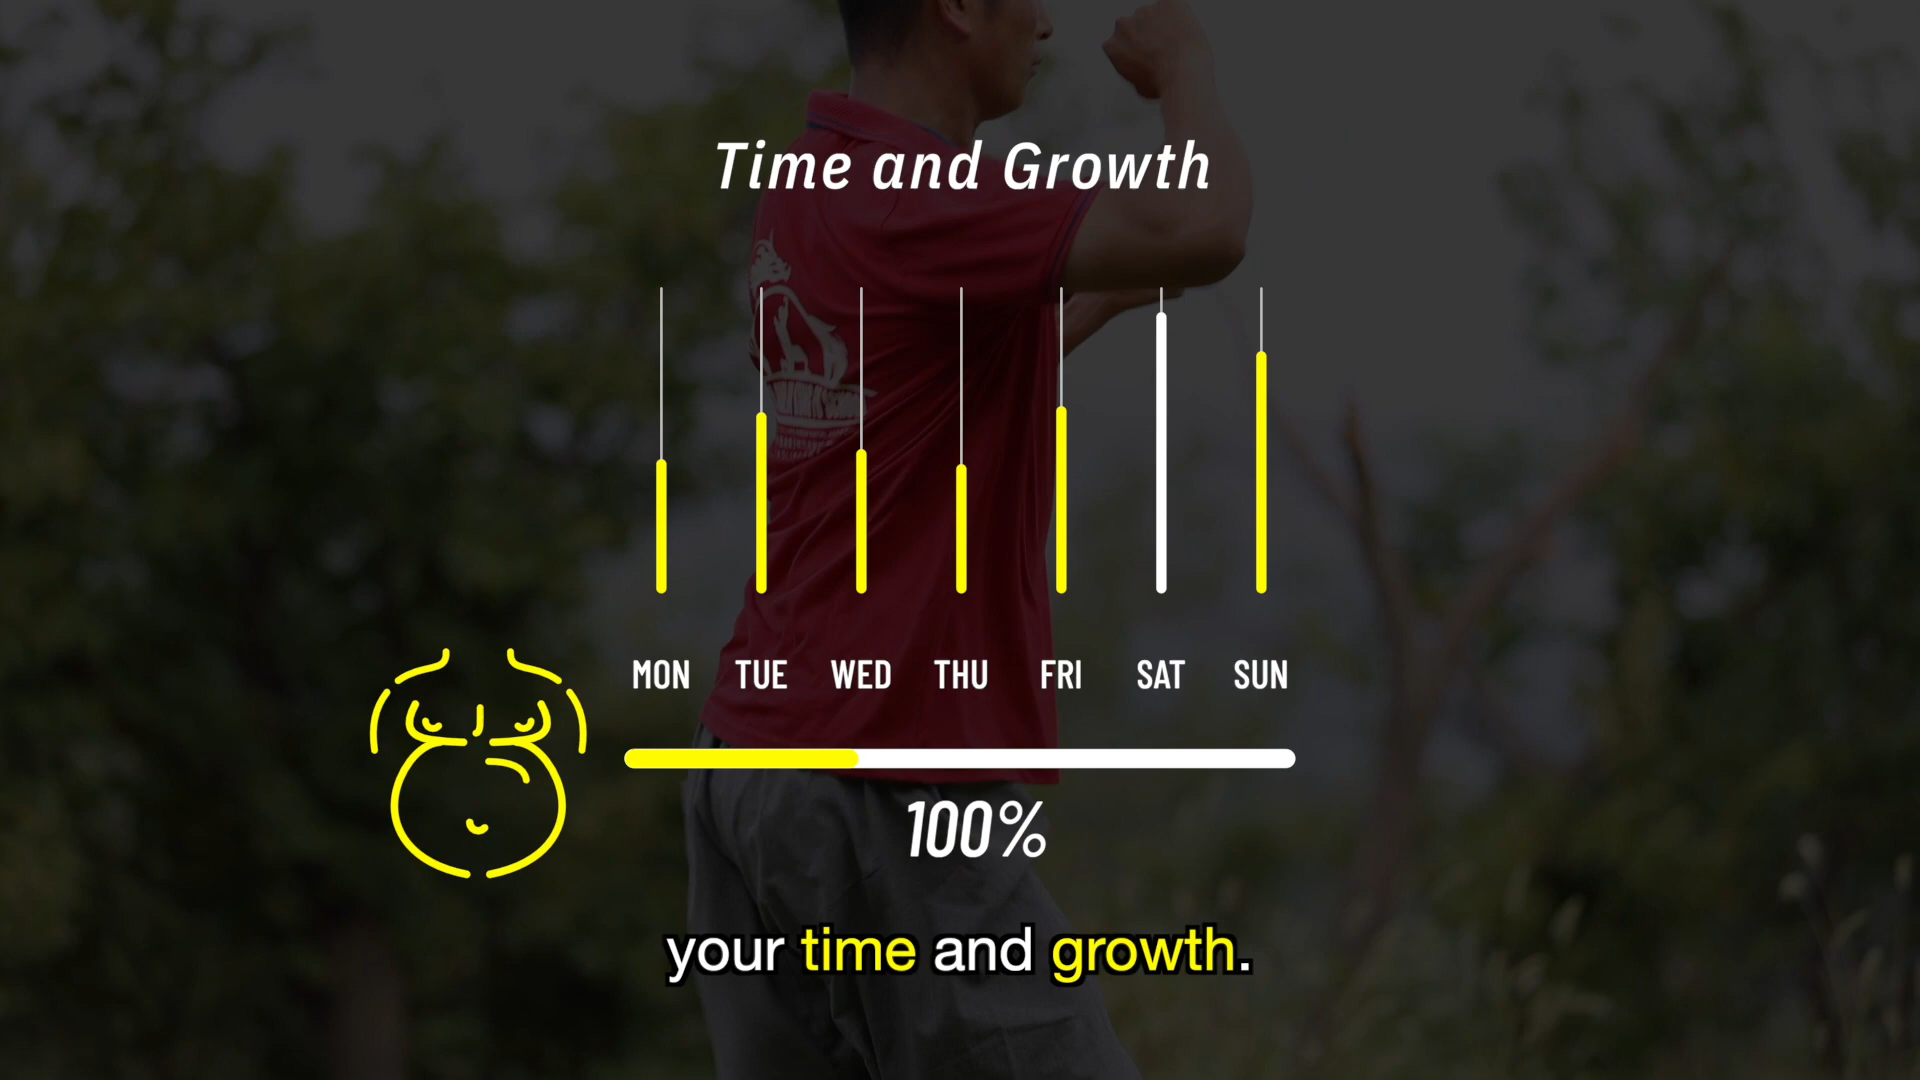 Time and Growth
MON TUE WED THU FRI SAT SUN
100%
your time and growth.